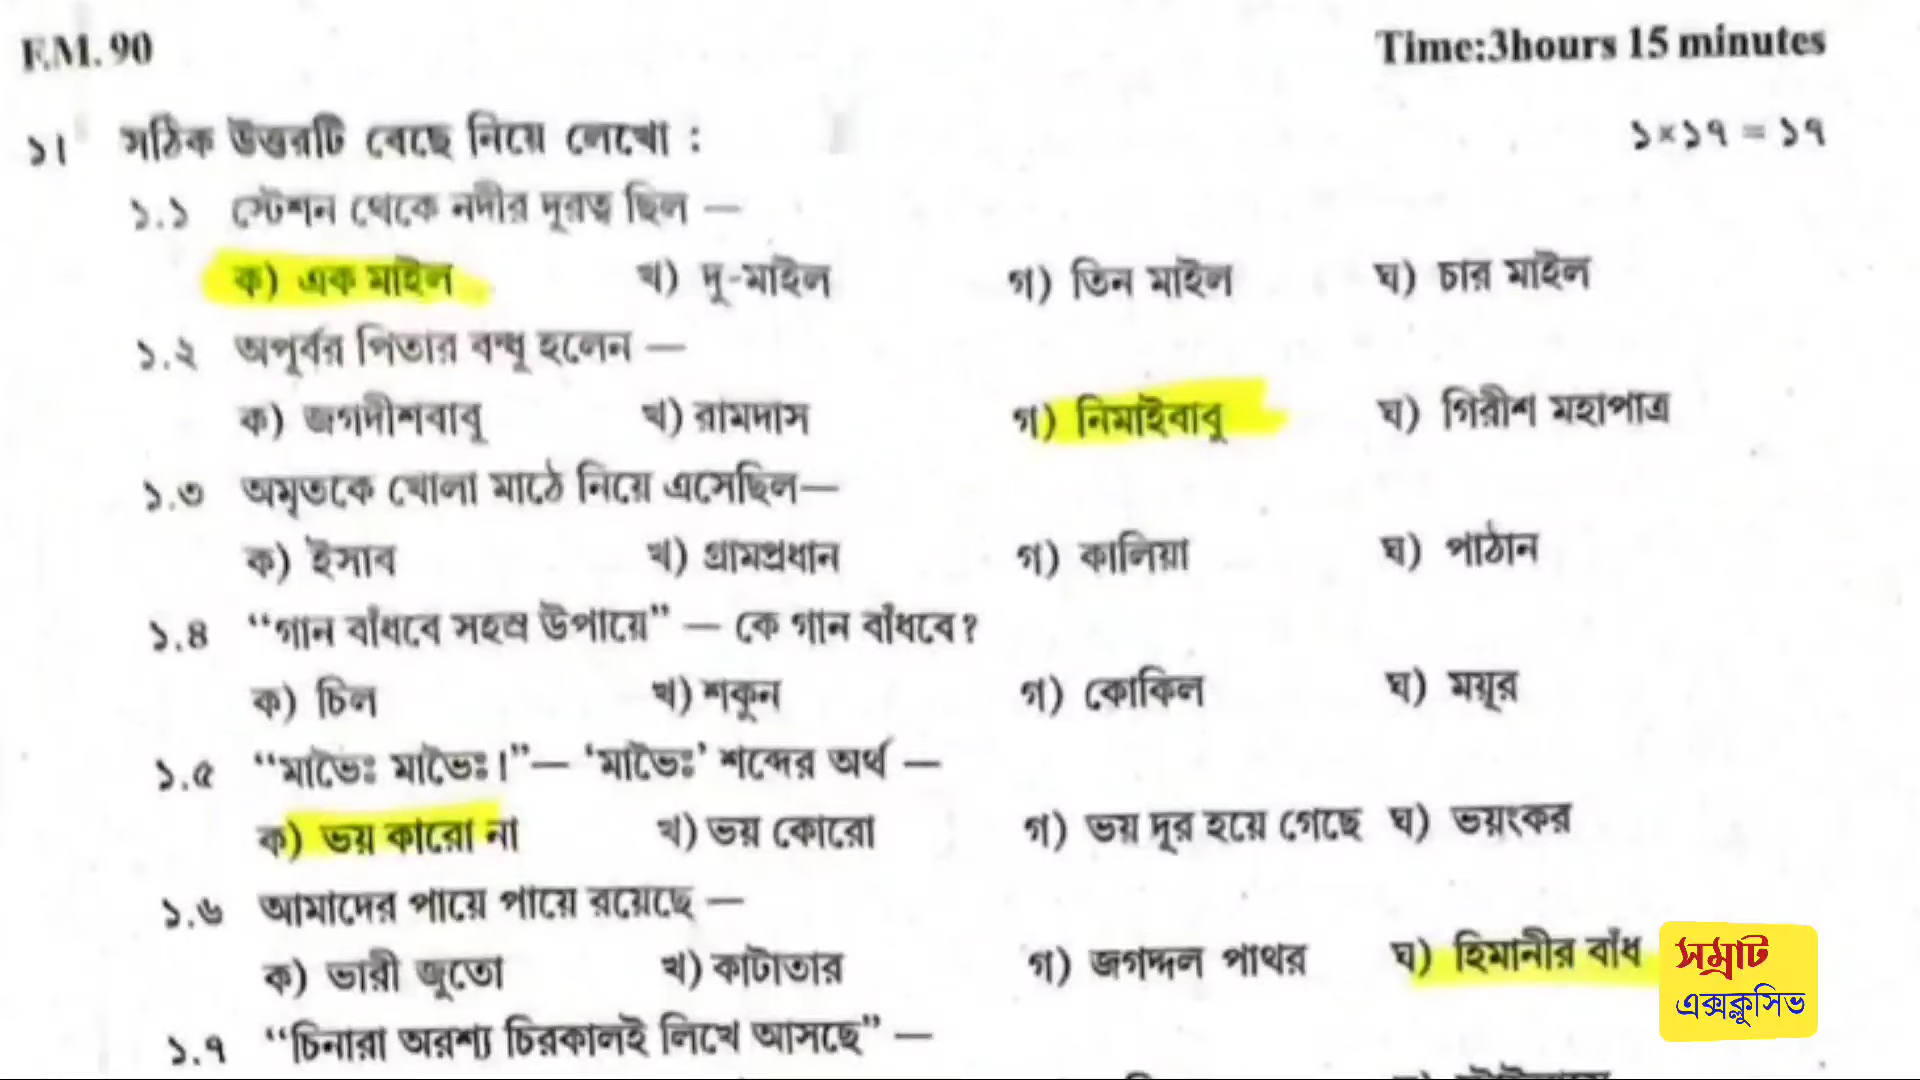 F.M. 90 Time:3hours 15 minutes
১। সঠিক উত্তরটি বেছে নিয়ে লেখো : ১×১৭ = ১৭
১.১ স্টেশন থেকে নদীর দূরত্ব ছিল —
ক) এক মাইল খ) দু-মাইল গ) তিন মাইল ঘ) চার মাইল
১.২ অপূর্বর পিতার বন্ধু হলেন —
ক) জগদীশবাবু খ) রামদাস গ) নিমাইবাবু ঘ) গিরীশ মহাপাত্র
১.৩ অমৃতকে খোলা মাঠে নিয়ে এসেছিল—
ক) ইসাব খ) গ্রামপ্রধান গ) কালিয়া ঘ) পাঠান
১.৪ “গান বাঁধবে সহস্র উপায়ে” — কে গান বাঁধবে?
ক) চিল খ) শকুন গ) কোকিল ঘ) ময়ূর
১.৫ “মাভৈঃ মাভৈঃ।”— ‘মাভৈঃ’ শব্দের অর্থ —
ক) ভয় কারো না খ) ভয় কোরো গ) ভয় দূর হয়ে গেছে ঘ) ভয়ংকর
১.৬ আমাদের পায়ে পায়ে রয়েছে —
ক) ভারী জুতো খ) কাটাতার গ) জগদ্দল পাথর ঘ) হিমানীর বাঁধ
সম্রাট
এক্সক্লুসিভ
১.৭ “চিনারা অরশ্য চিরকালই লিখে আসছে” —